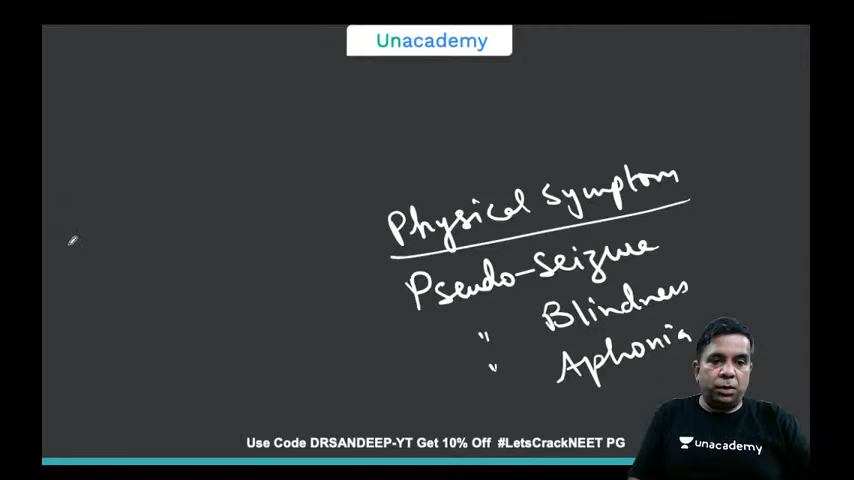 Unacademy
Physical Symptom
Pseudo-seizure
" Blindness
" Aphonia
unacademy
Use Code DRSANDEEP-YT Get 10% Off #LetsCrackNEET PG